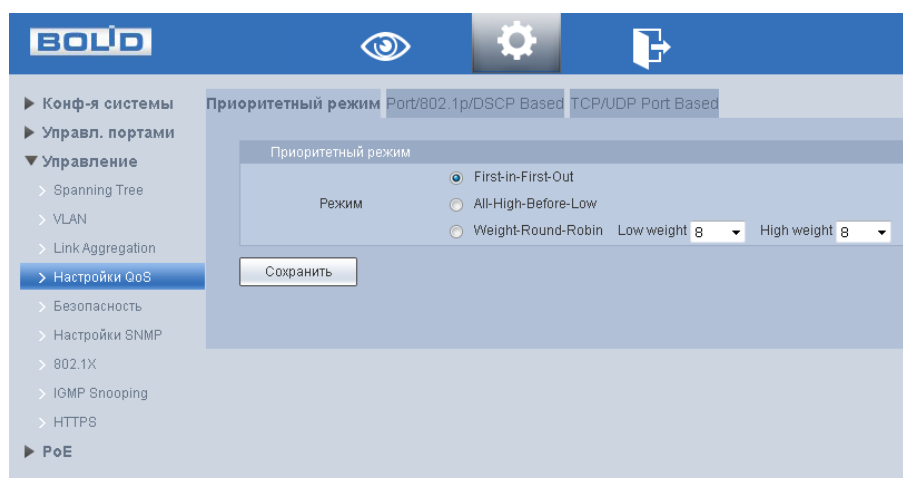 BOLID
Конф-я системы
Управл. портами
Управление
Spanning Tree
VLAN
Link Aggregation
Настройки QoS
Безопасность
Настройки SNMP
802.1X
IGMP Snooping
HTTPS
PoE
Приоритетный режим Port/802.1p/DSCP Based TCP/UDP Port Based
Приоритетный режим
Режим
First-in-First-Out
All-High-Before-Low
Weight-Round-Robin Low weight 8 High weight 8
Сохранить